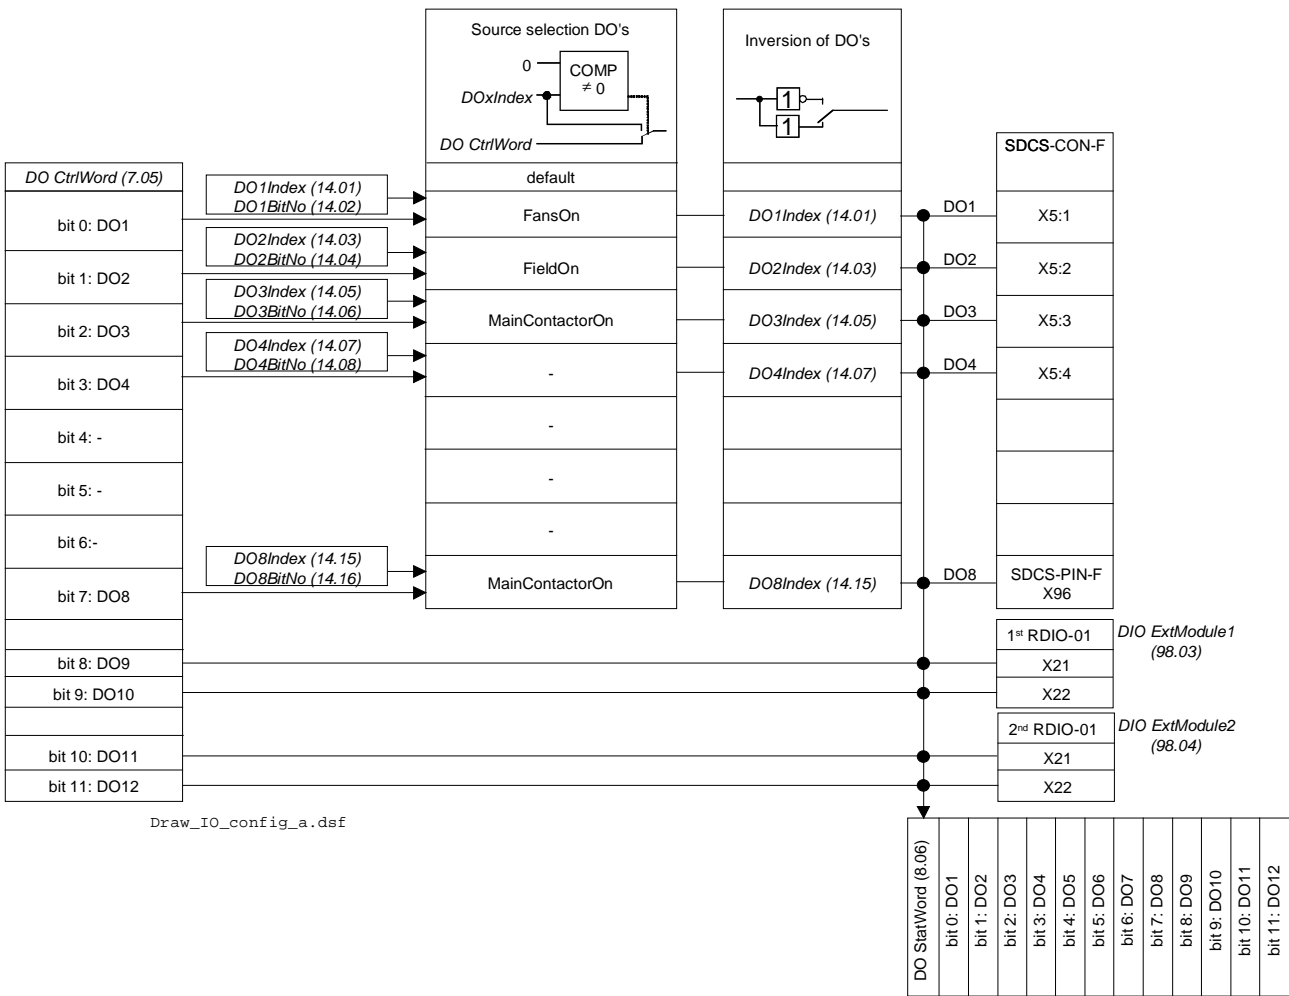 Source selection DO's
0
COMP
≠ 0
DOxIndex
DO CtrlWord
Inversion of DO's
1
1
SDCS-CON-F
DO CtrlWord (7.05)
default
DO1Index (14.01)
DO1BitNo (14.02)
bit 0: DO1
FansOn
DO1Index (14.01)
DO1
X5:1
DO2Index (14.03)
DO2BitNo (14.04)
bit 1: DO2
FieldOn
DO2Index (14.03)
DO2
X5:2
DO3Index (14.05)
DO3BitNo (14.06)
bit 2: DO3
MainContactorOn
DO3Index (14.05)
DO3
X5:3
DO4Index (14.07)
DO4BitNo (14.08)
bit 3: DO4
-
DO4Index (14.07)
DO4
X5:4
bit 4: -
-
bit 5: -
-
bit 6:-
-
DO8Index (14.15)
DO8BitNo (14.16)
bit 7: DO8
MainContactorOn
DO8Index (14.15)
DO8
SDCS-PIN-F
X96
1st RDIO-01
DIO ExtModule1
(98.03)
bit 8: DO9
X21
bit 9: DO10
X22
2nd RDIO-01
DIO ExtModule2
(98.04)
bit 10: DO11
X21
bit 11: DO12
X22
Draw_IO_config_a.dsf
DO StatWord (8.06)
bit 0: DO1
bit 1: DO2
bit 2: DO3
bit 3: DO4
bit 4: DO5
bit 5: DO6
bit 6: DO7
bit 7: DO8
bit 8: DO9
bit 9: DO10
bit 10: DO11
bit 11: DO12